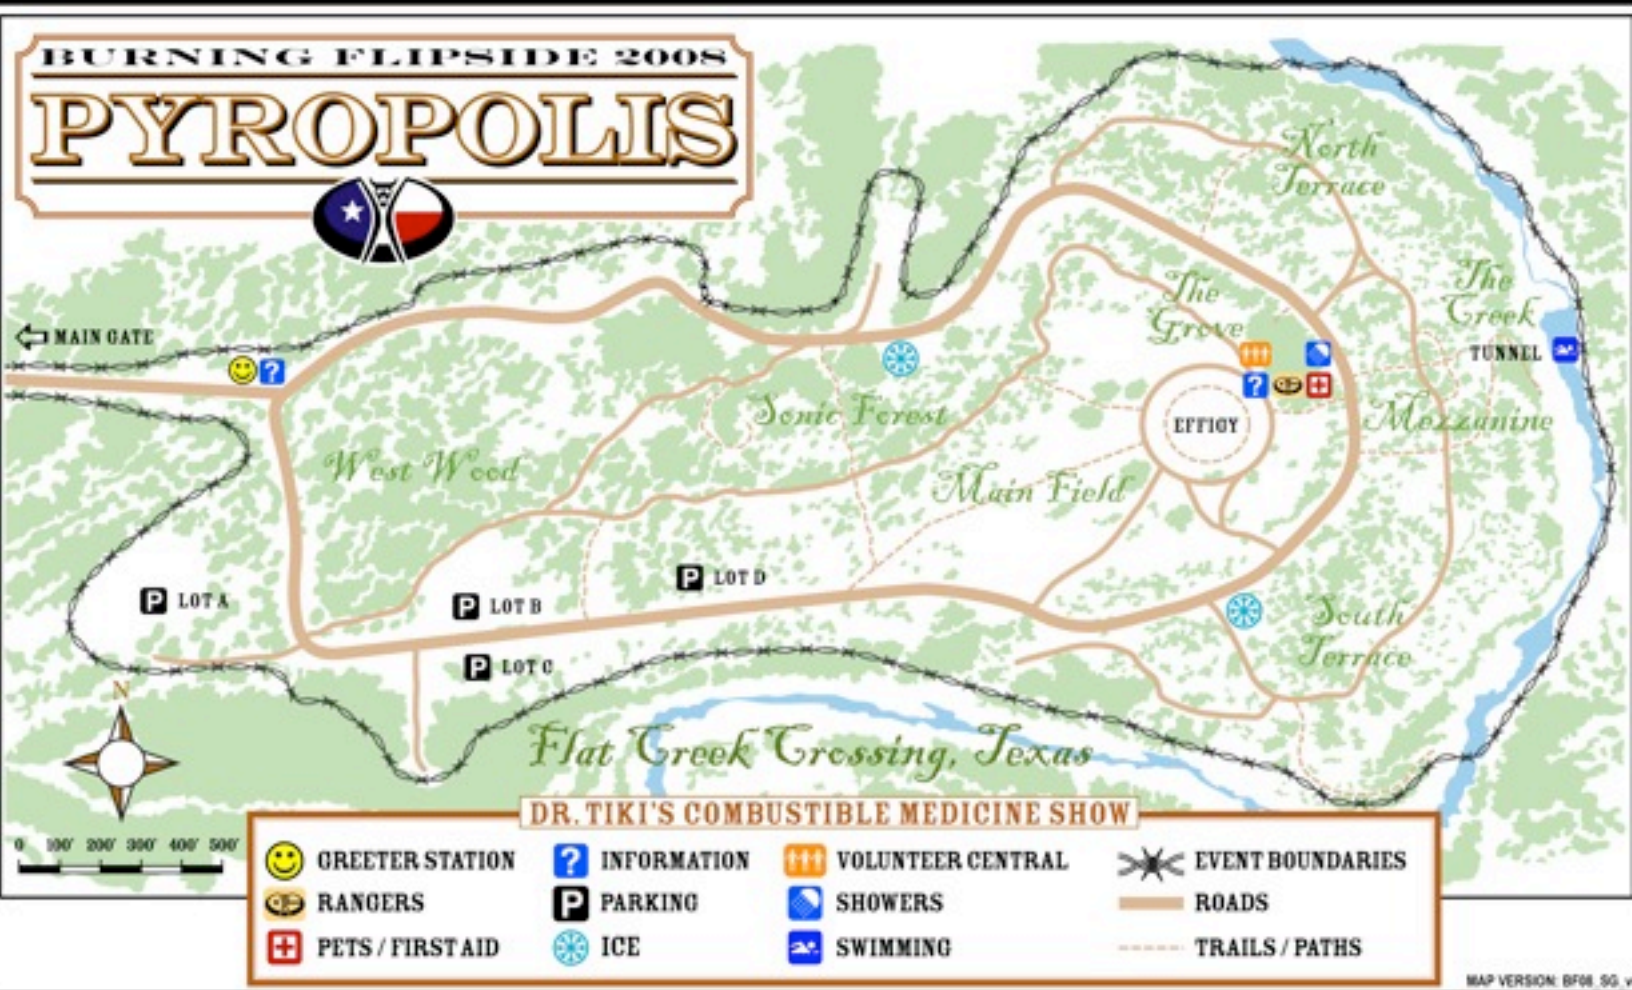 BURNING FLIPSIDE 2008
PYROPOLIS
North
Terrace
The
Creek
The
Grove
MAIN GATE
?
TUNNEL
Sonic Forest
EFFIGY
?
Mezzanine
West Wood
Main Field
P LOT A
P LOT B
P LOT D
South
Terrace
P LOT C
N
Flat Creek Crossing, Texas
DR. TIKI'S COMBUSTIBLE MEDICINE SHOW
0 100' 200' 300' 400' 500'
GREETER STATION
? INFORMATION
VOLUNTEER CENTRAL
EVENT BOUNDARIES
RANGERS
P PARKING
SHOWERS
ROADS
PETS / FIRST AID
ICE
SWIMMING
TRAILS / PATHS
MAP VERSION: BF08_SG_v